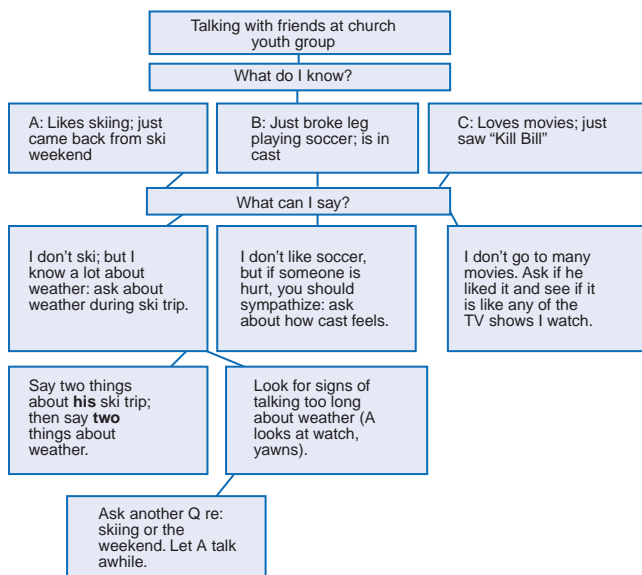 Talking with friends at church
youth group
What do I know?
A: Likes skiing; just
came back from ski
weekend
B: Just broke leg
playing soccer; is in
cast
C: Loves movies; just
saw “Kill Bill”
What can I say?
I don’t ski; but I
know a lot about
weather: ask about
weather during ski trip.
I don’t like soccer,
but if someone is
hurt, you should
sympathize: ask
about how cast feels.
I don’t go to many
movies. Ask if he
liked it and see if it
is like any of the
TV shows I watch.
Say two things
about his ski trip;
then say two
things about
weather.
Look for signs of
talking too long
about weather (A
looks at watch,
yawns).
Ask another Q re:
skiing or the
weekend. Let A talk
awhile.